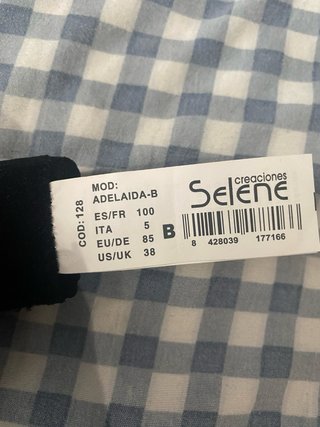 COD: 128
MOD:
ADELAIDA-B
ES/FR 100
ITA 5
EU/DE 85
US/UK 38
B
creaciones
Selene
8 428039 177166